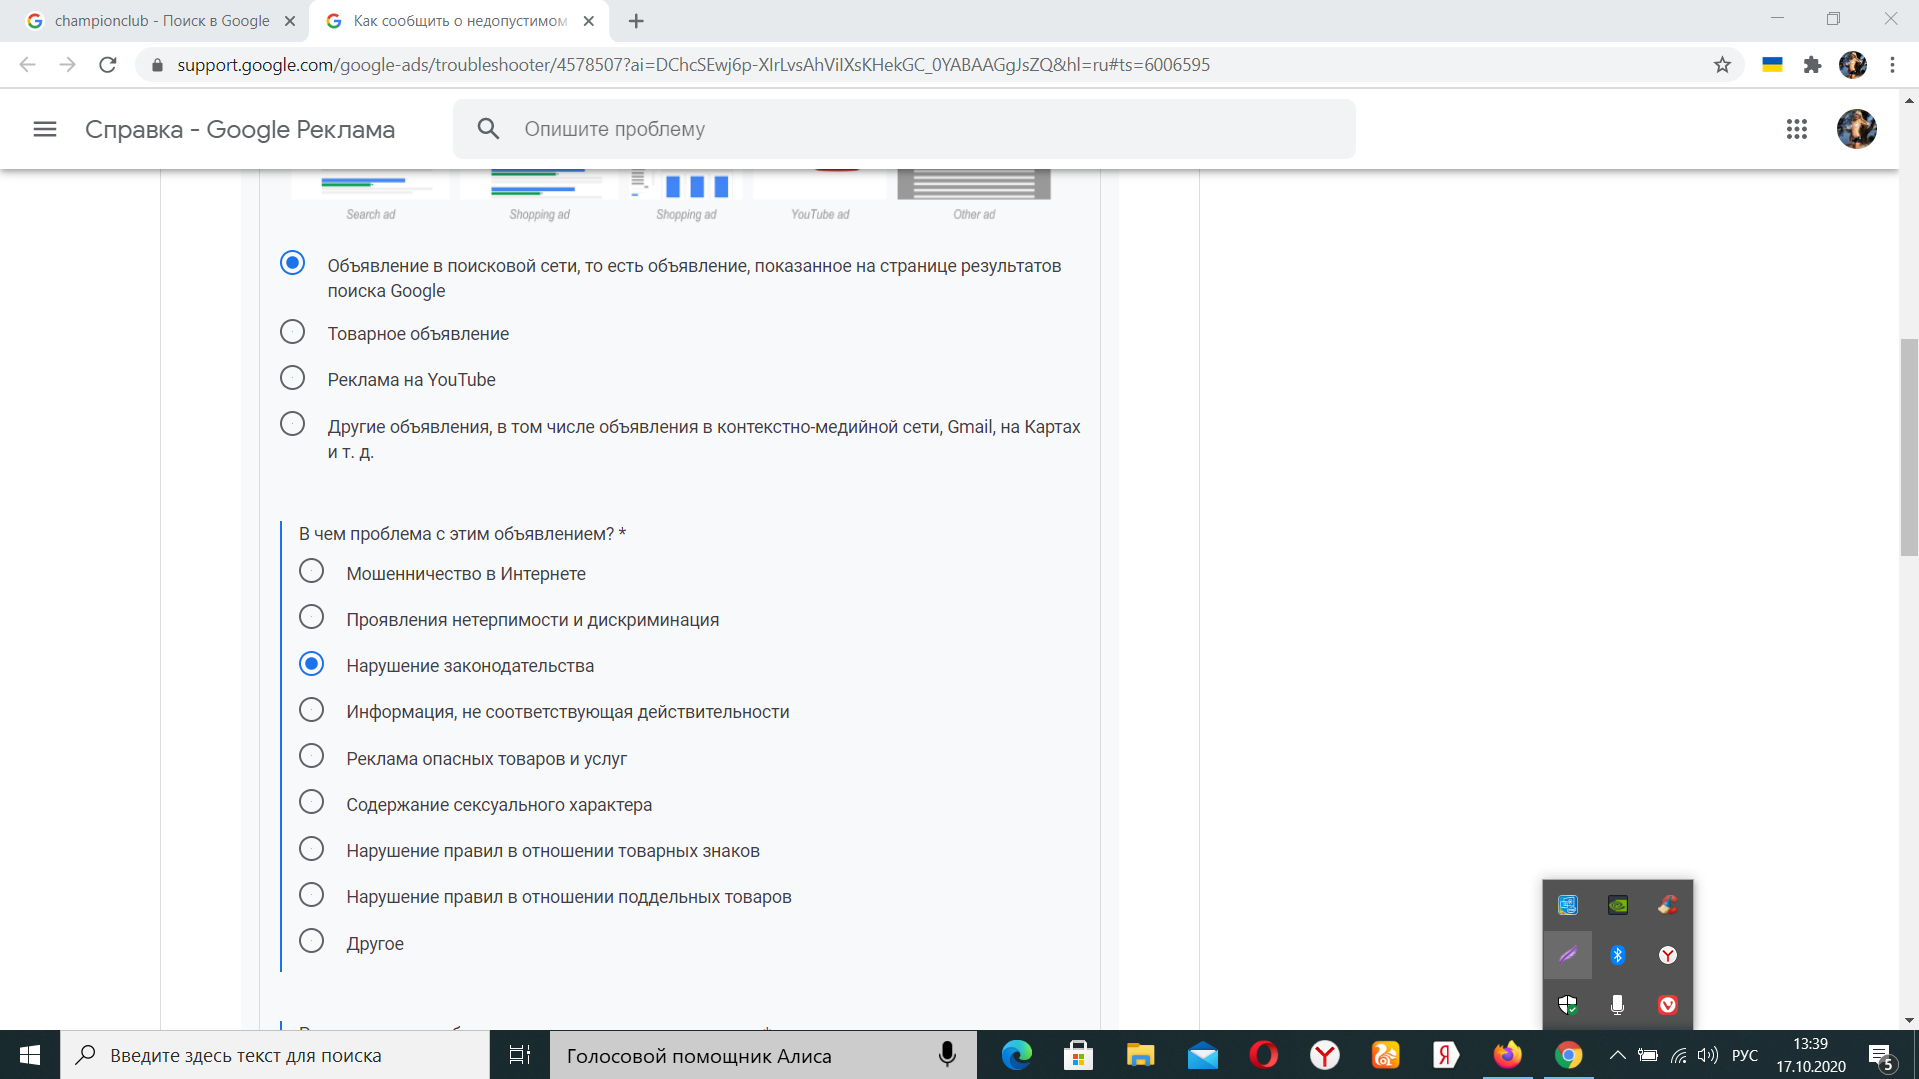 championclub - Поиск в Google
Как сообщить о недопустимом
support.google.com/google-ads/troubleshooter/4578507?ai=DChcSEwj6p-XIrLvsAhViIXsKHekGC_0YABAAGgJsZQ&hl=ru#ts=6006595
Справка - Google Реклама
Опишите проблему
Search ad
Shopping ad
Shopping ad
YouTube ad
Other ad
Объявление в поисковой сети, то есть объявление, показанное на странице результатов
поиска Google
Товарное объявление
Реклама на YouTube
Другие объявления, в том числе объявления в контекстно-медийной сети, Gmail, на Картах
и т. д.
В чем проблема с этим объявлением? *
Мошенничество в Интернете
Проявления нетерпимости и дискриминация
Нарушение законодательства
Информация, не соответствующая действительности
Реклама опасных товаров и услуг
Содержание сексуального характера
Нарушение правил в отношении товарных знаков
Нарушение правил в отношении поддельных товаров
Другое
Введите здесь текст для поиска
Голосовой помощник Алиса
РУС
13:39
17.10.2020
5